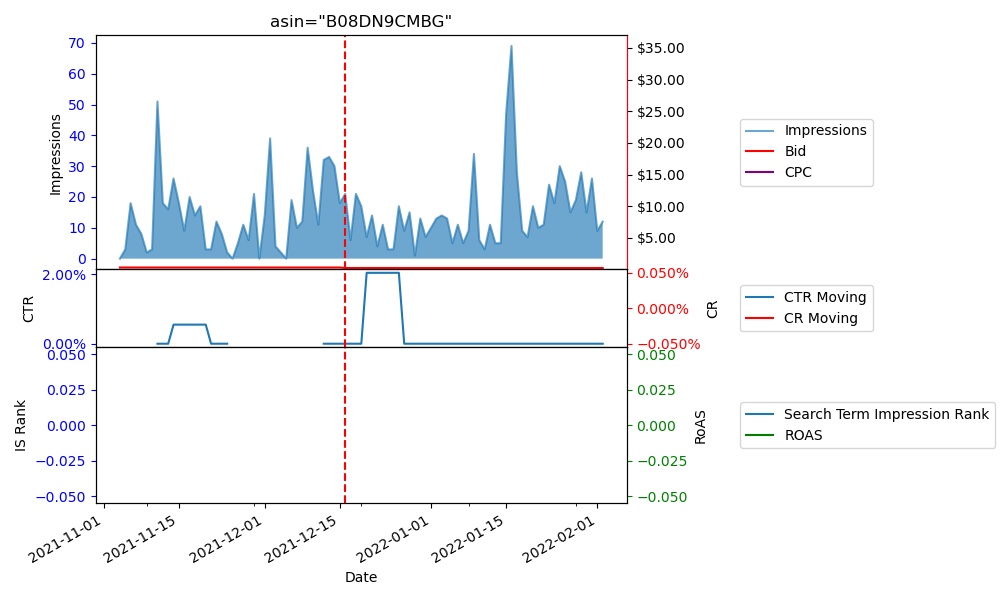 asin="B08DN9CMBG"
Impressions
70
60
50
40
30
20
10
0
$35.00
$30.00
$25.00
$20.00
$15.00
$10.00
$5.00
Impressions
Bid
CPC
CTR
2.00%
0.00%
0.050%
0.000%
−0.050%
CR
CTR Moving
CR Moving
IS Rank
0.050
0.025
0.000
−0.025
−0.050
0.050
0.025
0.000
−0.025
−0.050
RoAS
Search Term Impression Rank
ROAS
2021-11-01
2021-11-15
2021-12-01
2021-12-15
2022-01-01
2022-01-15
2022-02-01
Date